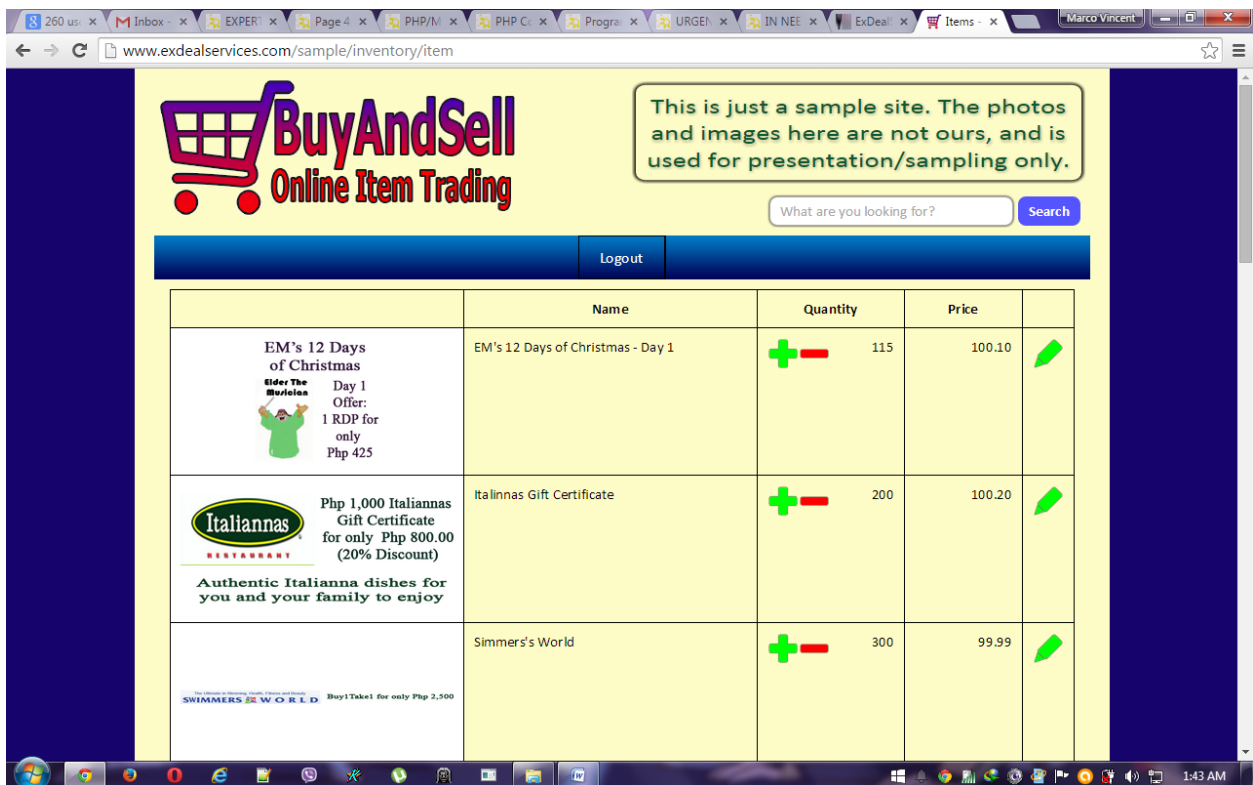 260 us
Inbox -
EXPERT
Page 4
PHP/M
PHP Co
Progra
URGEN
IN NEE
ExDeal
Items -
Marco Vincent
www.exdealservices.com/sample/inventory/item
BuyAndSell
Online Item Trading
This is just a sample site. The photos
and images here are not ours, and is
used for presentation/sampling only.
What are you looking for?
Search
Logout
Name
Quantity
Price
EM's 12 Days
of Christmas
Elder The
Musician
Day 1
Offer:
1 RDP for
only
Php 425
EM's 12 Days of Christmas - Day 1
115
100.10
Italiannas
RESTAURANT
Php 1,000 Italiannas
Gift Certificate
for only Php 800.00
(20% Discount)
Authentic Italianna dishes for
you and your family to enjoy
Italinnas Gift Certificate
200
100.20
SWIMMERS WORLD
Buy1Take1 for only Php 2,500
Simmers's World
300
99.99
1:43 AM